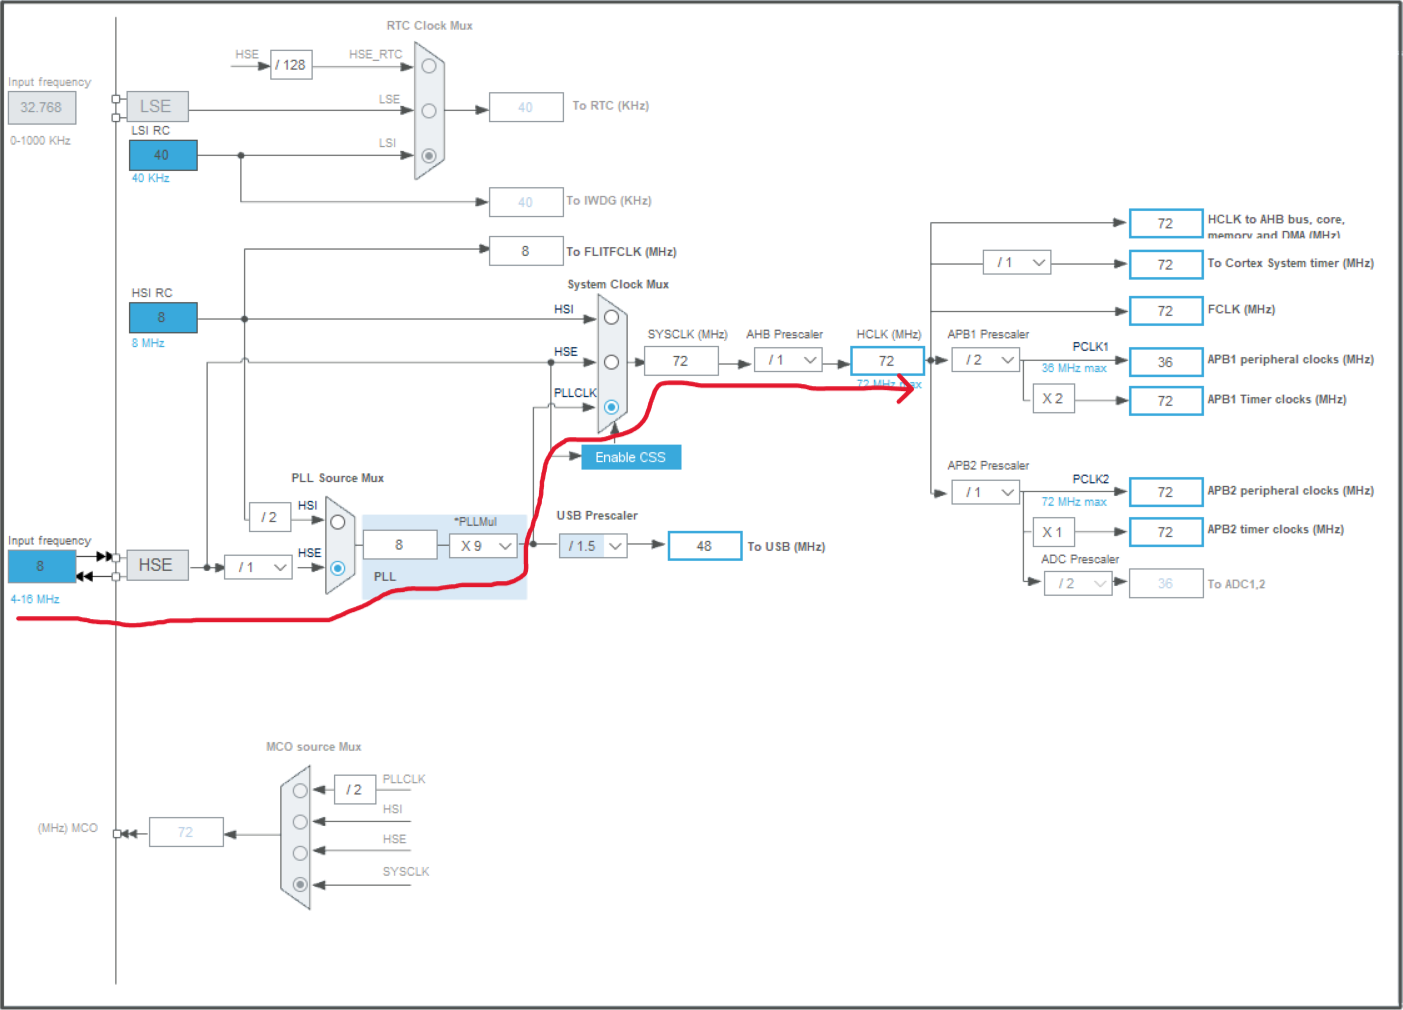 RTC Clock Mux
HSE
/ 128
HSE_RTC
Input frequency
32.768
0-1000 KHz
LSE
LSE
40
To RTC (KHz)
LSI RC
40
40 KHz
LSI
40
To IWDG (KHz)
8
To FLITFCLK (MHz)
HSI RC
8
8 MHz
System Clock Mux
HSI
HSE
PLLCLK
SYSCLK (MHz)
72
AHB Prescaler
/ 1
HCLK (MHz)
72
72 MHz max
Enable CSS
72
HCLK to AHB bus, core,
memory and DMA (MHz)
/ 1
72
To Cortex System timer (MHz)
72
FCLK (MHz)
APB1 Prescaler
/ 2
PCLK1
36 MHz max
36
APB1 peripheral clocks (MHz)
X 2
72
APB1 Timer clocks (MHz)
APB2 Prescaler
/ 1
PCLK2
72 MHz max
72
APB2 peripheral clocks (MHz)
X 1
72
APB2 timer clocks (MHz)
ADC Prescaler
/ 2
36
To ADC1,2
PLL Source Mux
/ 2
HSI
Input frequency
8
4-16 MHz
HSE
/ 1
HSE
8
*PLLMul
X 9
PLL
USB Prescaler
/ 1.5
48
To USB (MHz)
MCO source Mux
/ 2
PLLCLK
HSI
HSE
SYSCLK
(MHz) MCO
72